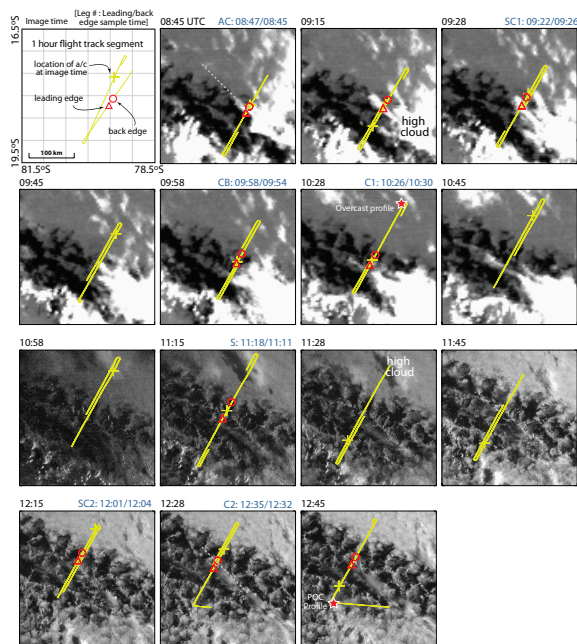 Image time
[Leg # : Leading/back
edge sample time]
08:45 UTC
AC: 08:47/08:45
09:15
09:28
SC1: 09:22/09:26
16.5ºS
1 hour flight track segment
location of a/c
at image time
leading edge
back edge
100 km
19.5ºS
81.5ºS
78.5ºS
high
cloud
09:45
09:58
CB: 09:58/09:54
10:28
C1: 10:26/10:30
10:45
Overcast profile
10:58
11:15
S: 11:18/11:11
11:28
11:45
high
cloud
12:15
SC2: 12:01/12:04
12:28
C2: 12:35/12:32
12:45
POC
Profile